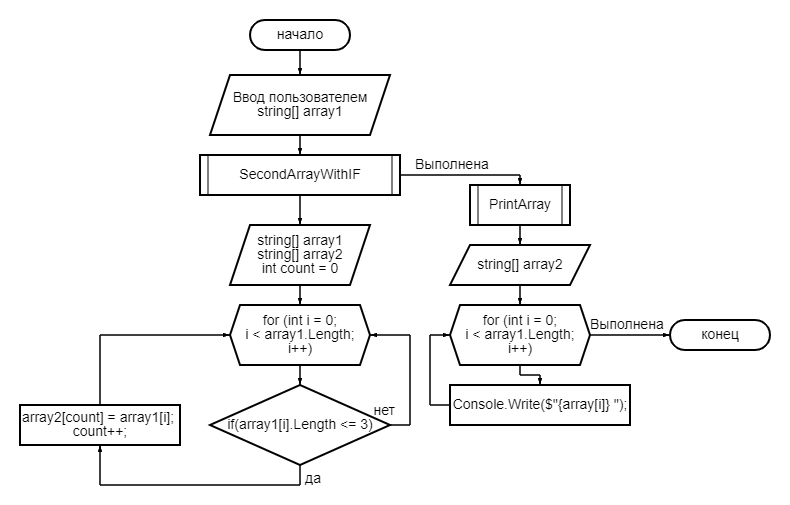 начало
Ввод пользователем
string[] array1
SecondArrayWithIF
Выполнена
PrintArray
string[] array1
string[] array2
int count = 0
string[] array2
for (int i = 0;
i < array1.Length;
i++)
for (int i = 0;
i < array1.Length;
i++)
Выполнена
конец
array2[count] = array1[i];
count++;
if(array1[i].Length <= 3)
нет
да
Console.Write($"{array[i]} ");